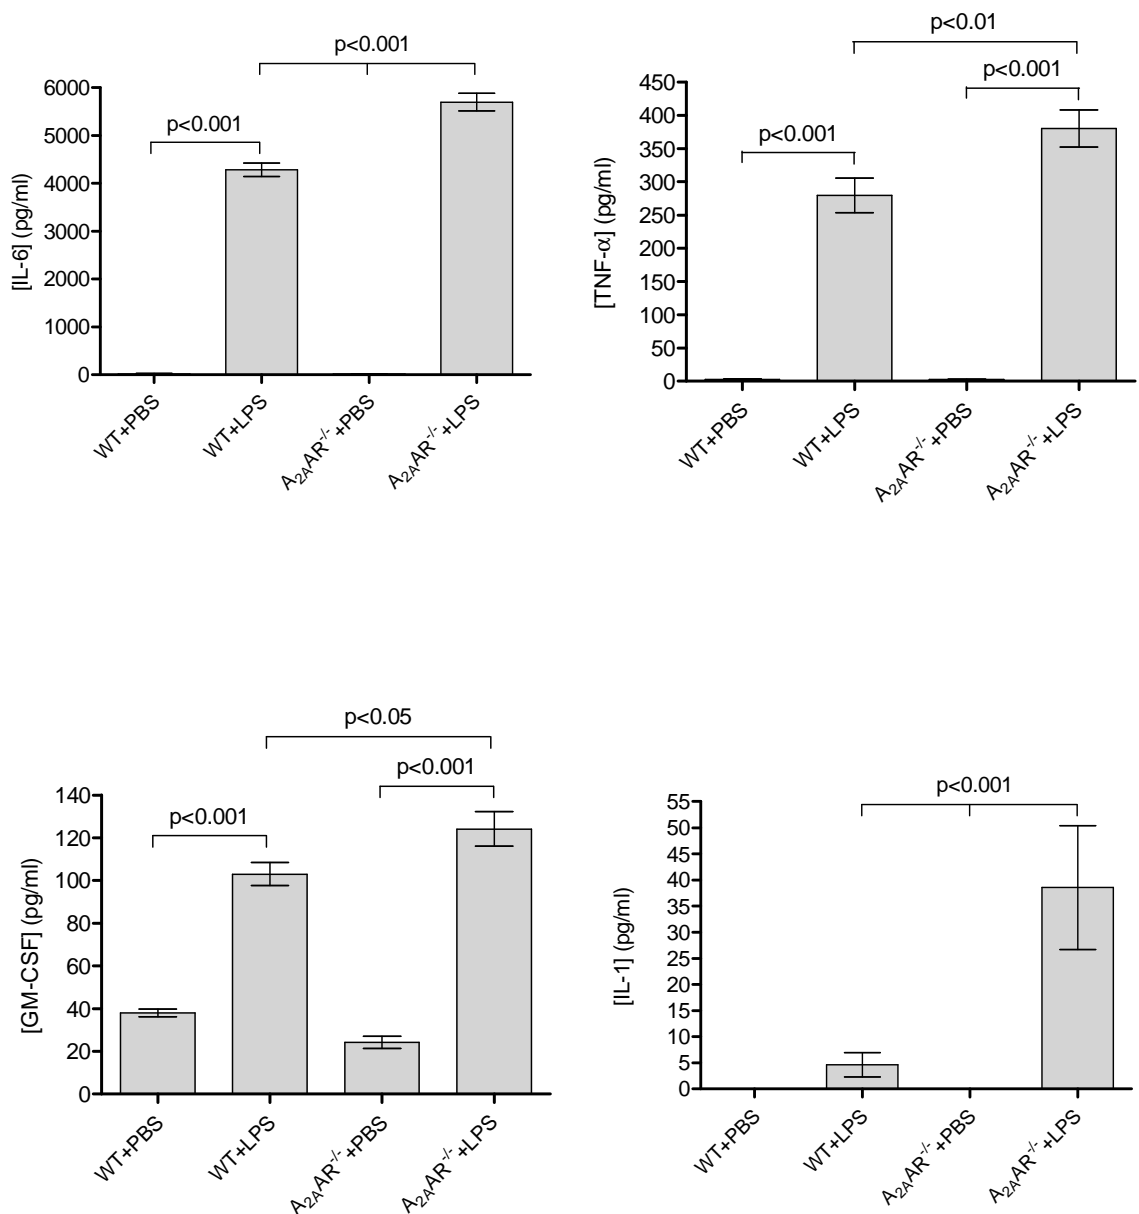 p<0.001
p<0.001
[IL-6] (pg/ml)
6000
5000
4000
3000
2000
1000
0
WT+PBS
WT+LPS
A2AAR-/-+PBS
A2AAR-/-+LPS
p<0.01
p<0.001
p<0.001
[TNF-α] (pg/ml)
450
400
350
300
250
200
150
100
50
0
WT+PBS
WT+LPS
A2AAR-/-+PBS
A2AAR-/-+LPS
p<0.05
p<0.001
p<0.001
[GM-CSF] (pg/ml)
140
120
100
80
60
40
20
0
WT+PBS
WT+LPS
A2AAR-/-+PBS
A2AAR-/-+LPS
p<0.001
[IL-1] (pg/ml)
55
50
45
40
35
30
25
20
15
10
5
0
WT+PBS
WT+LPS
A2AAR-/-+PBS
A2AAR-/-+LPS